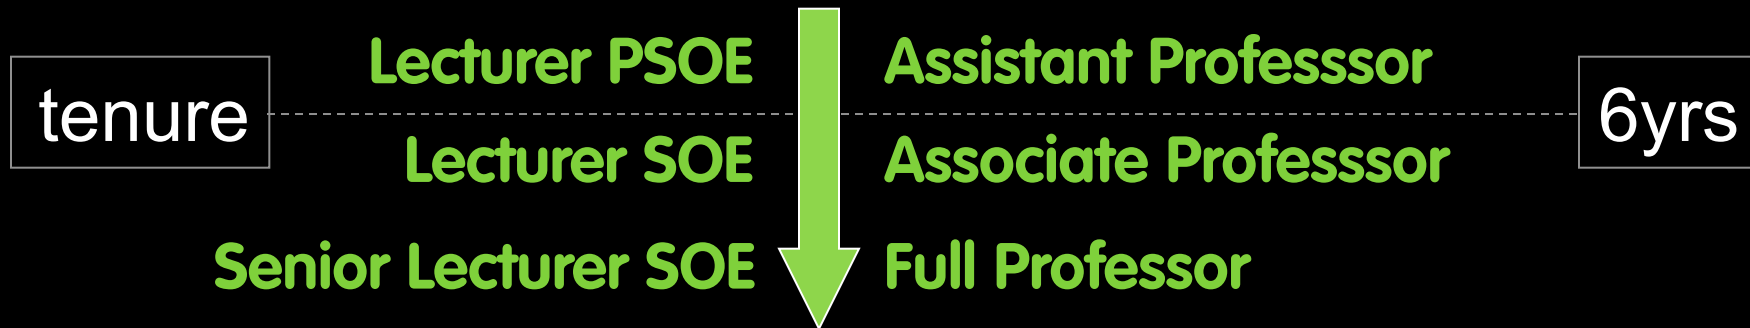 Lecturer PSOE Assistant Professsor
tenure 6yrs
Lecturer SOE Associate Professsor
Senior Lecturer SOE Full Professor